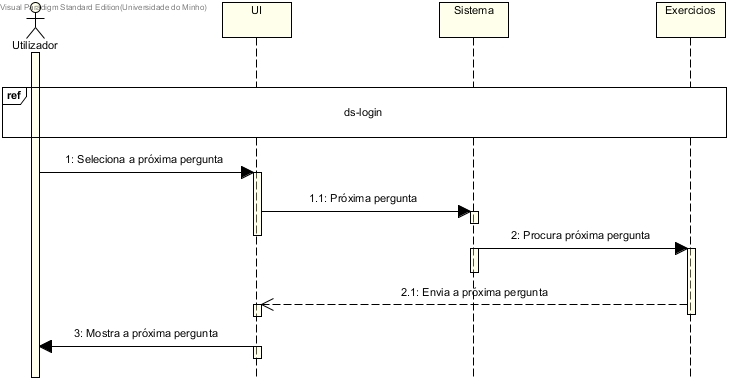 Visual Paradigm Standard Edition(Universidade do Minho)
UI
Sistema
Exercicios
Utilizador
ref
ds-login
1: Seleciona a próxima pergunta
1.1: Próxima pergunta
2: Procura próxima pergunta
2.1: Envia a próxima pergunta
3: Mostra a próxima pergunta